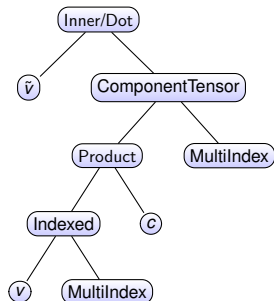 Inner/Dot
ṽ ComponentTensor
Product MultiIndex
Indexed c
v MultiIndex